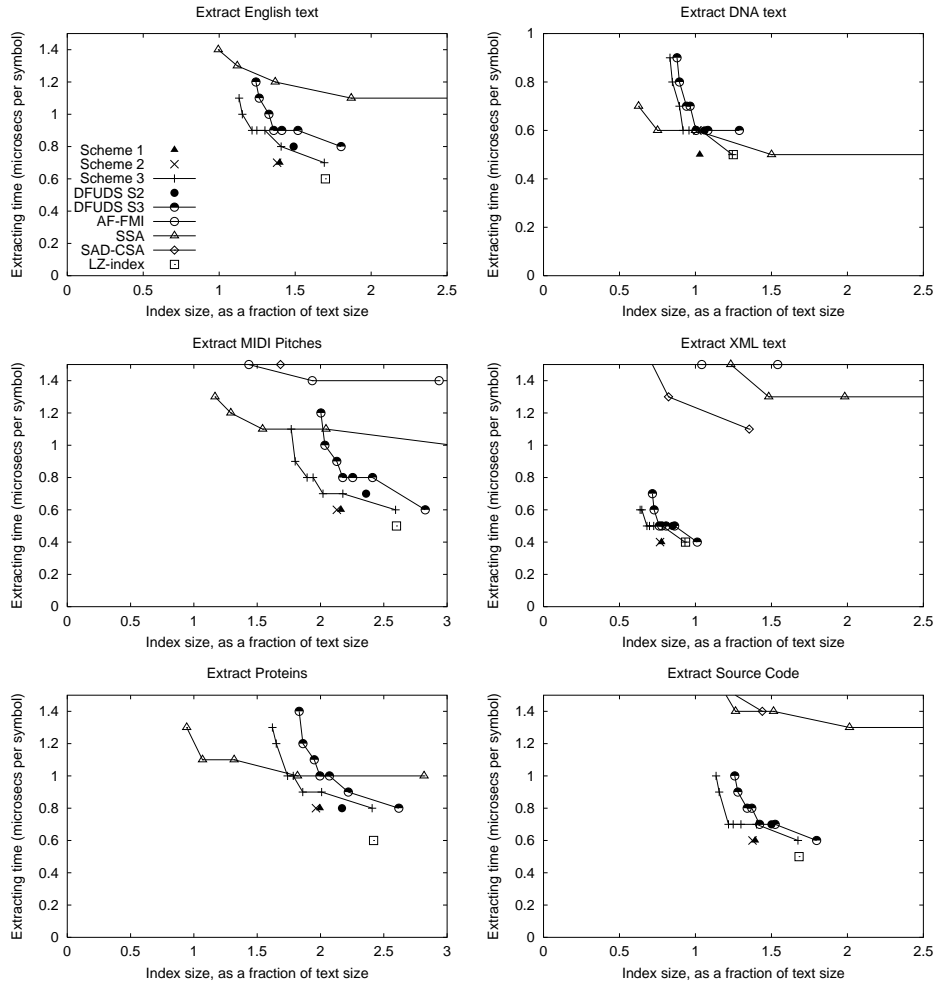 Extract English text
Extracting time (microsecs per symbol)
1.4
1.2
1
0.8
0.6
0.4
0.2
0
Scheme 1
Scheme 2
Scheme 3
DFUDS S2
DFUDS S3
AF-FMI
SSA
SAD-CSA
LZ-index
0 0.5 1 1.5 2 2.5
Index size, as a fraction of text size
Extract DNA text
Extracting time (microsecs per symbol)
1
0.8
0.6
0.4
0.2
0
0 0.5 1 1.5 2 2.5
Index size, as a fraction of text size
Extract MIDI Pitches
Extracting time (microsecs per symbol)
1.4
1.2
1
0.8
0.6
0.4
0.2
0
0 0.5 1 1.5 2 2.5 3
Index size, as a fraction of text size
Extract XML text
Extracting time (microsecs per symbol)
1.4
1.2
1
0.8
0.6
0.4
0.2
0
0 0.5 1 1.5 2 2.5
Index size, as a fraction of text size
Extract Proteins
Extracting time (microsecs per symbol)
1.4
1.2
1
0.8
0.6
0.4
0.2
0
0 0.5 1 1.5 2 2.5 3
Index size, as a fraction of text size
Extract Source Code
Extracting time (microsecs per symbol)
1.4
1.2
1
0.8
0.6
0.4
0.2
0
0 0.5 1 1.5 2 2.5
Index size, as a fraction of text size